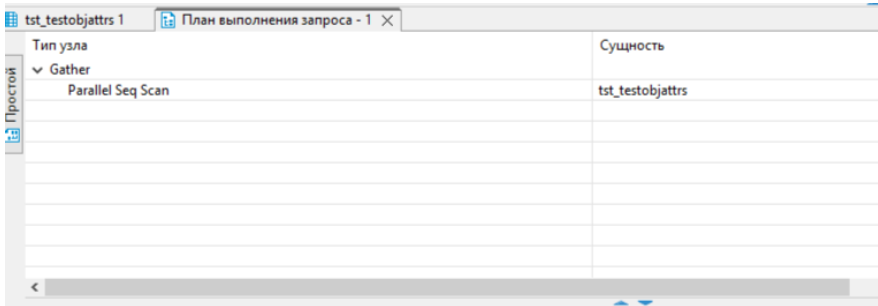 tst_testobjattrs 1 План выполнения запроса - 1
Тип узла Сущность
Gather
Parallel Seq Scan tst_testobjattrs
Простой